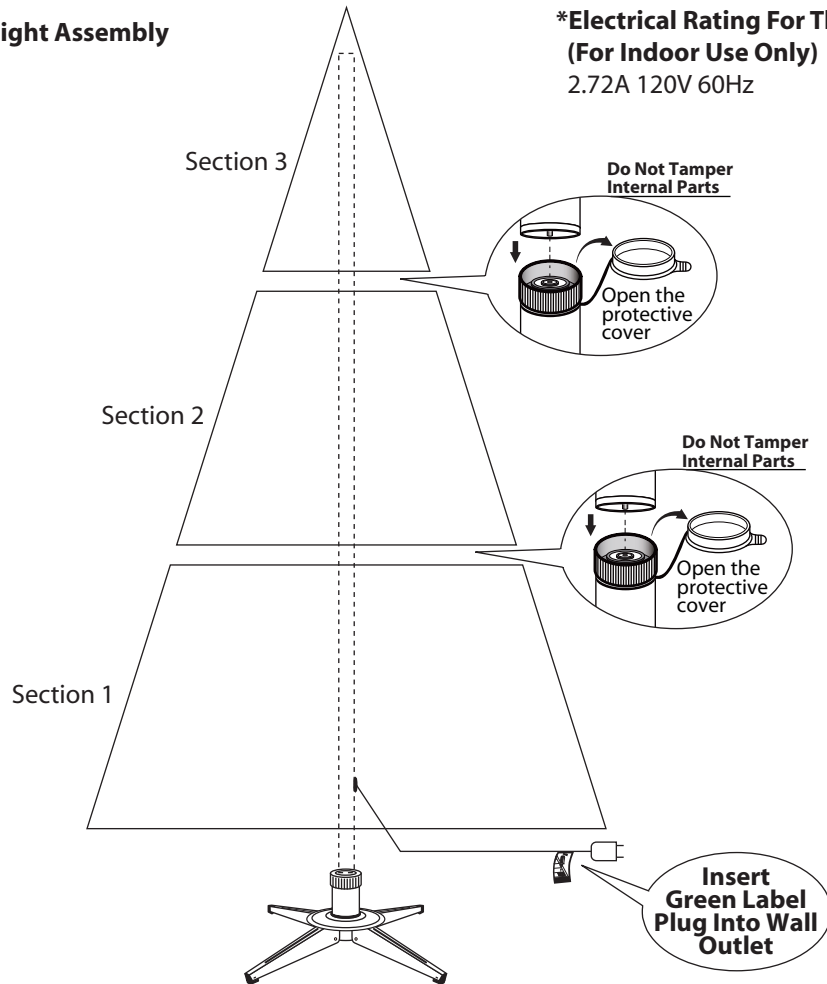 ight Assembly
*Electrical Rating For Th
(For Indoor Use Only)
2.72A 120V 60Hz
Section 3
Do Not Tamper
Internal Parts
Open the
protective
cover
Section 2
Do Not Tamper
Internal Parts
Open the
protective
cover
Section 1
Insert
Green Label
Plug Into Wall
Outlet